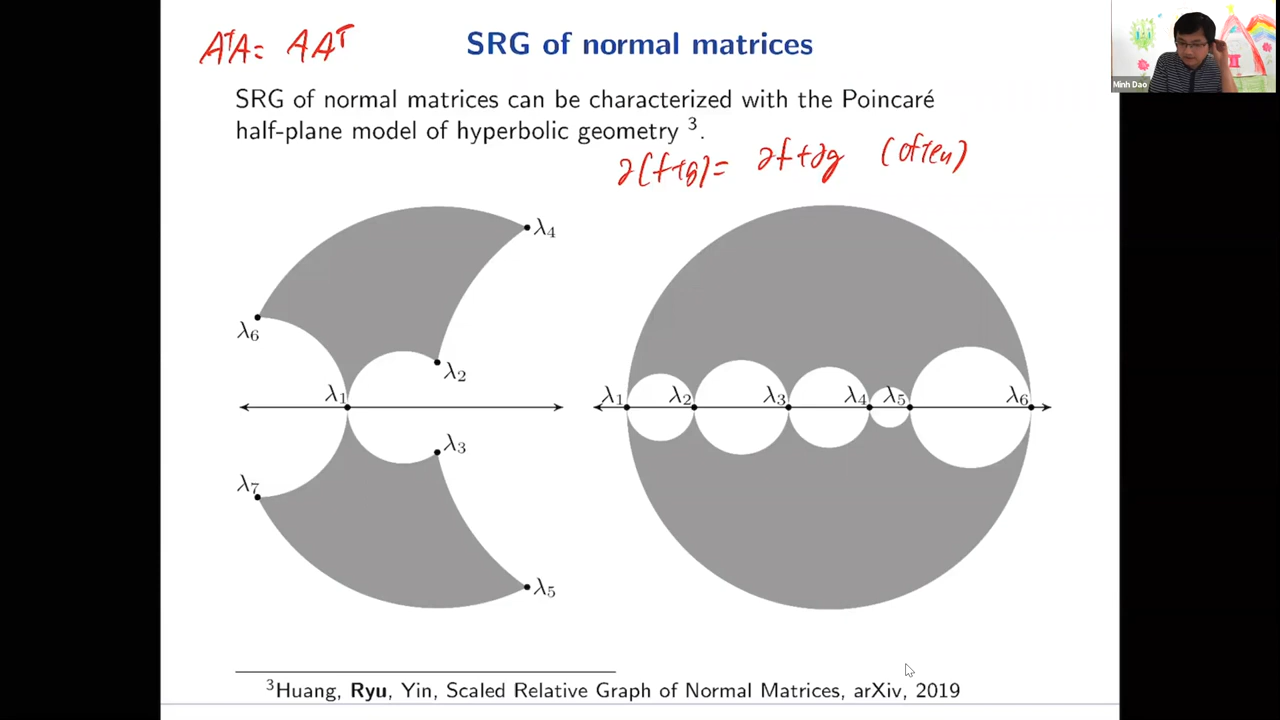 AᵀA = AAᵀ
SRG of normal matrices
SRG of normal matrices can be characterized with the Poincaré
half-plane model of hyperbolic geometry ³.
∂(f+g) = ∂f+∂g (often)
λ₄
λ₆
λ₂
λ₁
λ₃
λ₇
λ₅
λ₁ λ₂ λ₃ λ₄ λ₅ λ₆
³Huang, Ryu, Yin, Scaled Relative Graph of Normal Matrices, arXiv, 2019
Minh Dao